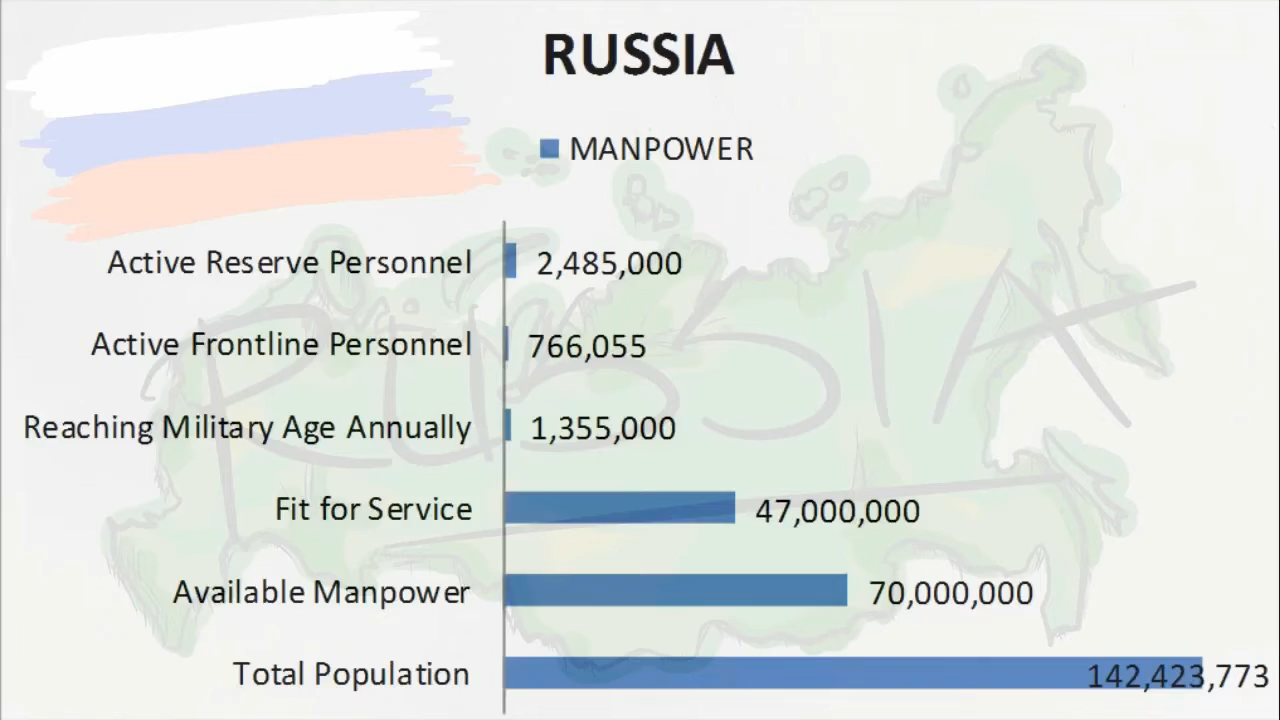 RUSSIA
MANPOWER
Active Reserve Personnel 2,485,000
Active Frontline Personnel 766,055
Reaching Military Age Annually 1,355,000
Fit for Service 47,000,000
Available Manpower 70,000,000
Total Population 142,423,773
RUSSIA